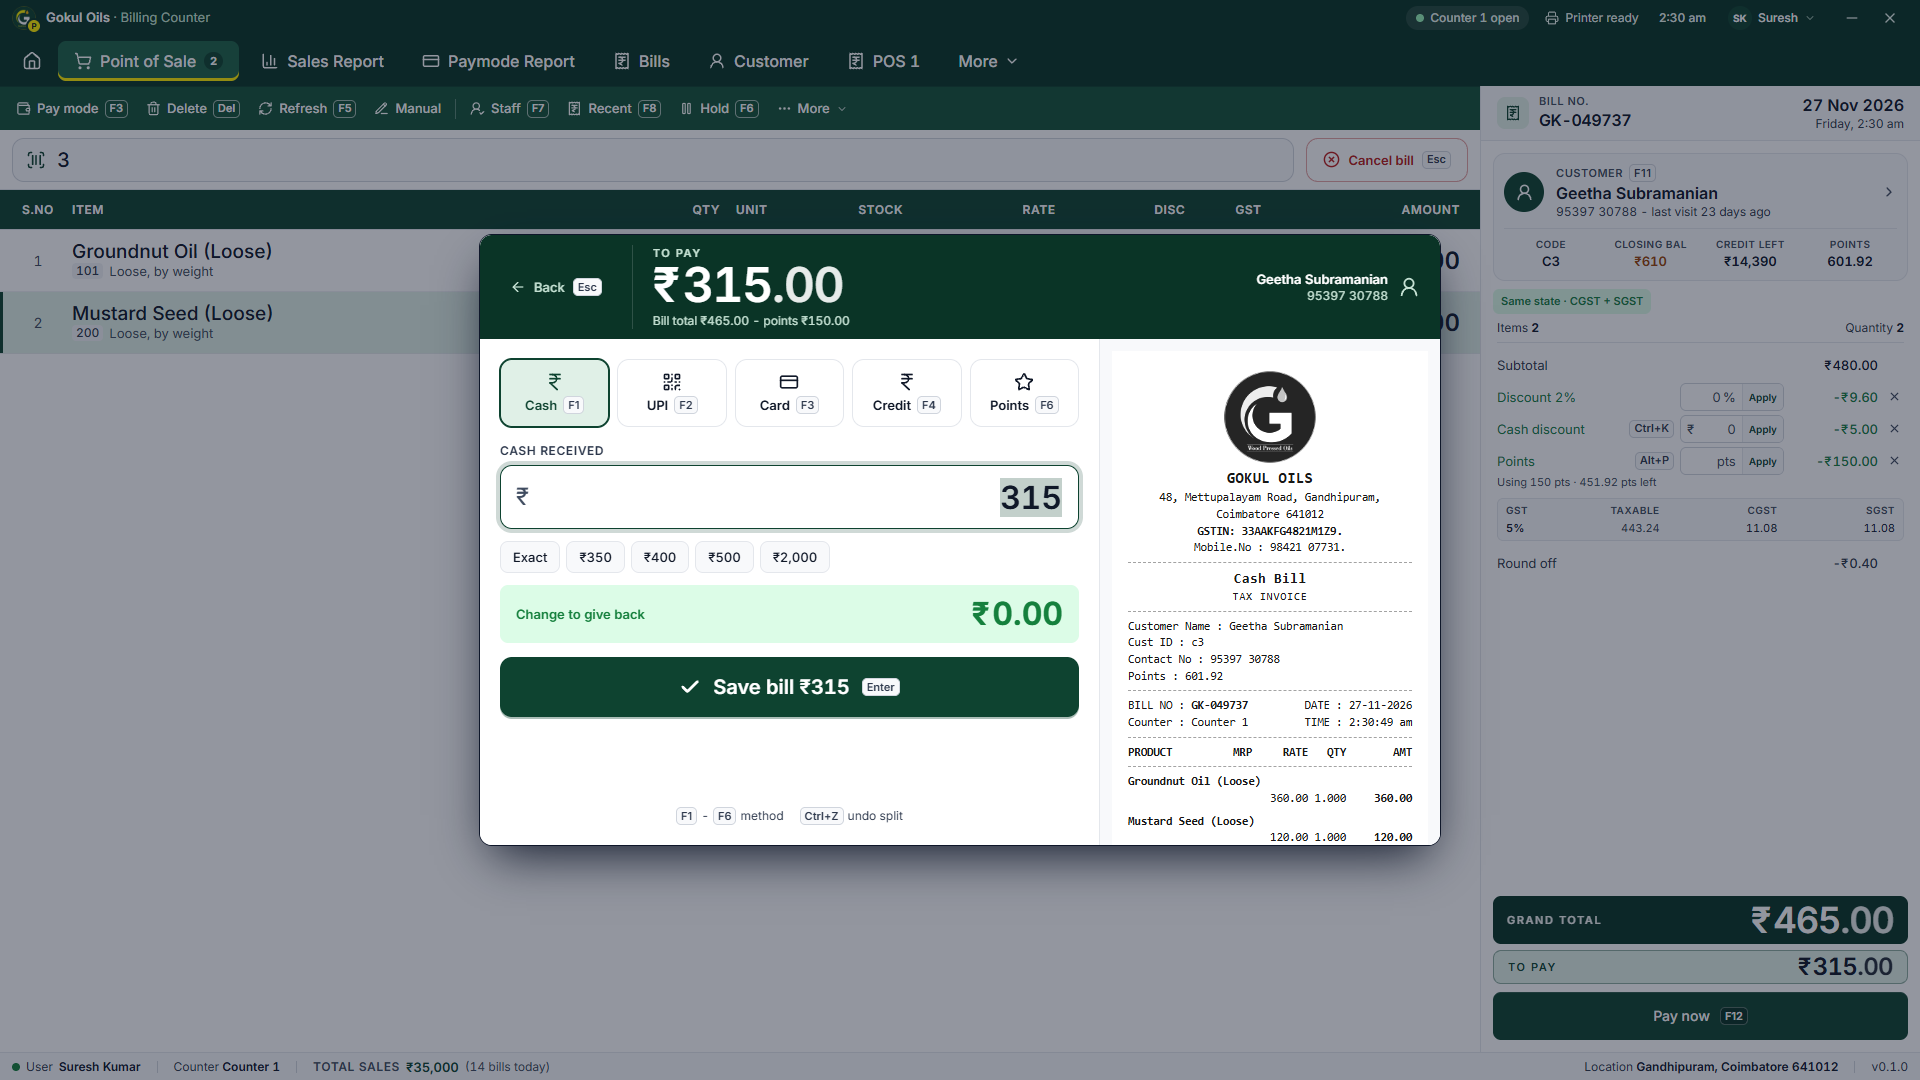 Gokul Oils · Billing Counter
Counter 1 open
Printer ready
2:30 am
SK Suresh
Point of Sale 2
Sales Report
Paymode Report
Bills
Customer
POS 1
More
Pay mode F3
Delete Del
Refresh F5
Manual
Staff F7
Recent F8
Hold F6
More
BILL NO.
GK-049737
27 Nov 2026
Friday, 2:30 am
3
Cancel bill Esc
S.NO ITEM QTY UNIT STOCK RATE DISC GST AMOUNT
1 Groundnut Oil (Loose)
101 Loose, by weight
2 Mustard Seed (Loose)
200 Loose, by weight
CUSTOMER F11
Geetha Subramanian
95397 30788 - last visit 23 days ago
CODE CLOSING BAL CREDIT LEFT POINTS
C3 ₹610 ₹14,390 601.92
Same state · CGST + SGST
Items 2 Quantity 2
Subtotal ₹480.00
Discount 2% 0 % Apply -₹9.60
Cash discount Ctrl+K ₹ 0 Apply -₹5.00
Points Alt+P pts Apply -₹150.00
Using 150 pts · 451.92 pts left
GST TAXABLE CGST SGST
5% 443.24 11.08 11.08
Round off -₹0.40
GRAND TOTAL ₹465.00
TO PAY ₹315.00
Pay now F12
Back Esc
TO PAY
₹315.00
Bill total ₹465.00 - points ₹150.00
Geetha Subramanian
95397 30788
Cash F1
UPI F2
Card F3
Credit F4
Points F6
CASH RECEIVED
₹ 315
Exact ₹350 ₹400 ₹500 ₹2,000
Change to give back ₹0.00
Save bill ₹315 Enter
F1 - F6 method Ctrl+Z undo split
G
Wood Pressed Oils
GOKUL OILS
48, Mettupalayam Road, Gandhipuram,
Coimbatore 641012
GSTIN: 33AAKFG4821M1Z9.
Mobile.No : 98421 07731.
Cash Bill
TAX INVOICE
Customer Name : Geetha Subramanian
Cust ID : c3
Contact No : 95397 30788
Points : 601.92
BILL NO : GK-049737 DATE : 27-11-2026
Counter : Counter 1 TIME : 2:30:49 am
PRODUCT MRP RATE QTY AMT
Groundnut Oil (Loose)
360.00 1.000 360.00
Mustard Seed (Loose)
120.00 1.000 120.00
User Suresh Kumar
Counter Counter 1
TOTAL SALES ₹35,000 (14 bills today)
Location Gandhipuram, Coimbatore 641012
v0.1.0